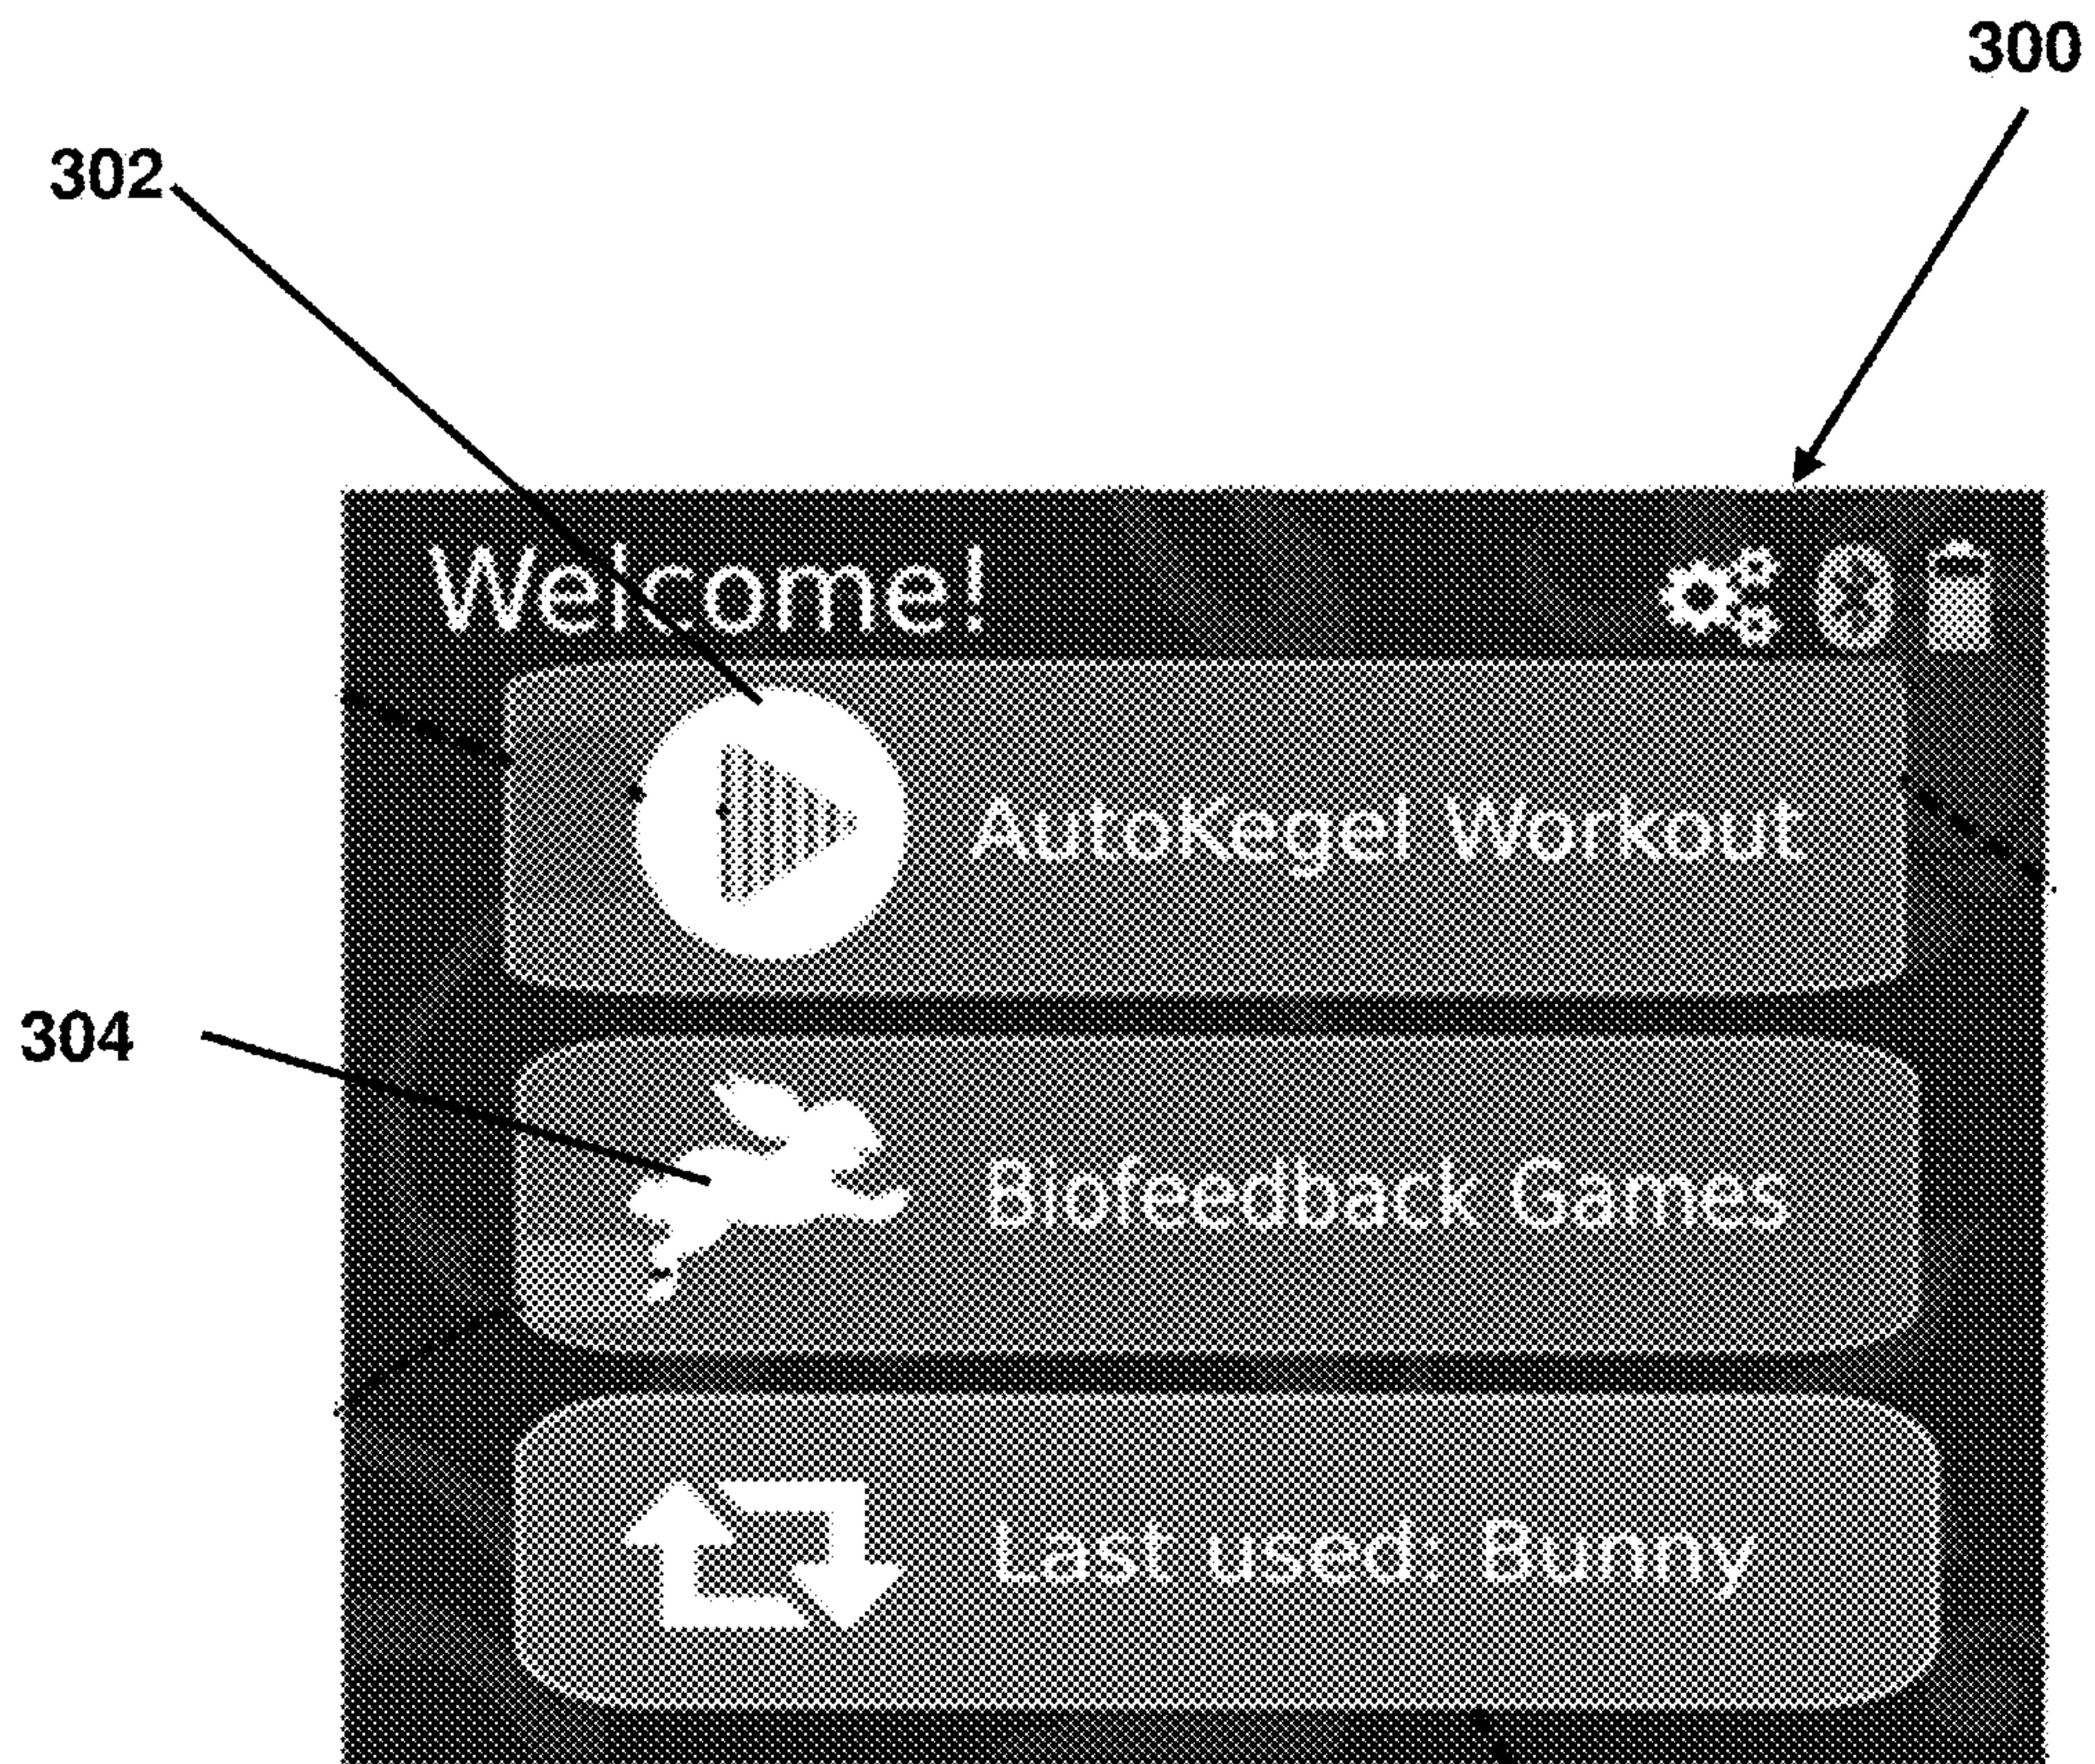 300
302
Welcome!
AutoKegel Workout
304
Biofeedback Games
Last used: Bunny